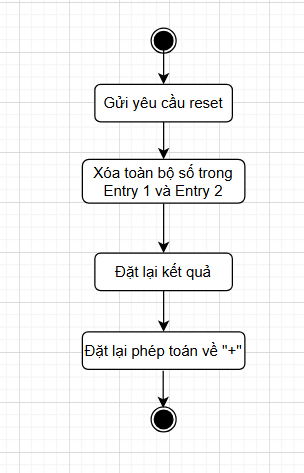 Gửi yêu cầu reset
Xóa toàn bộ số trong
Entry 1 và Entry 2
Đặt lại kết quả
Đặt lại phép toán về "+"